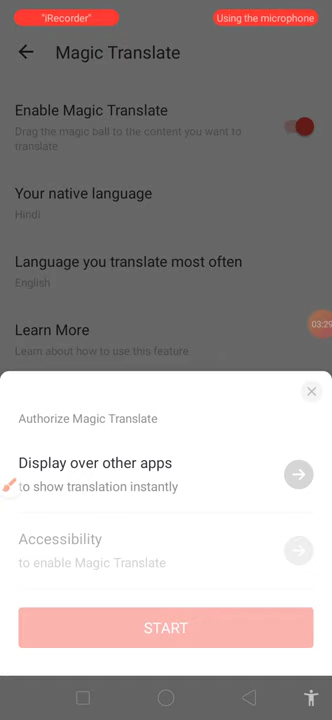 "iRecorder"
Using the microphone
Magic Translate
Enable Magic Translate
Drag the magic ball to the content you want to
translate
Your native language
Hindi
Language you translate most often
English
03:29
Learn More
Learn about how to use this feature
Authorize Magic Translate
Display over other apps
to show translation instantly
Accessibility
to enable Magic Translate
START